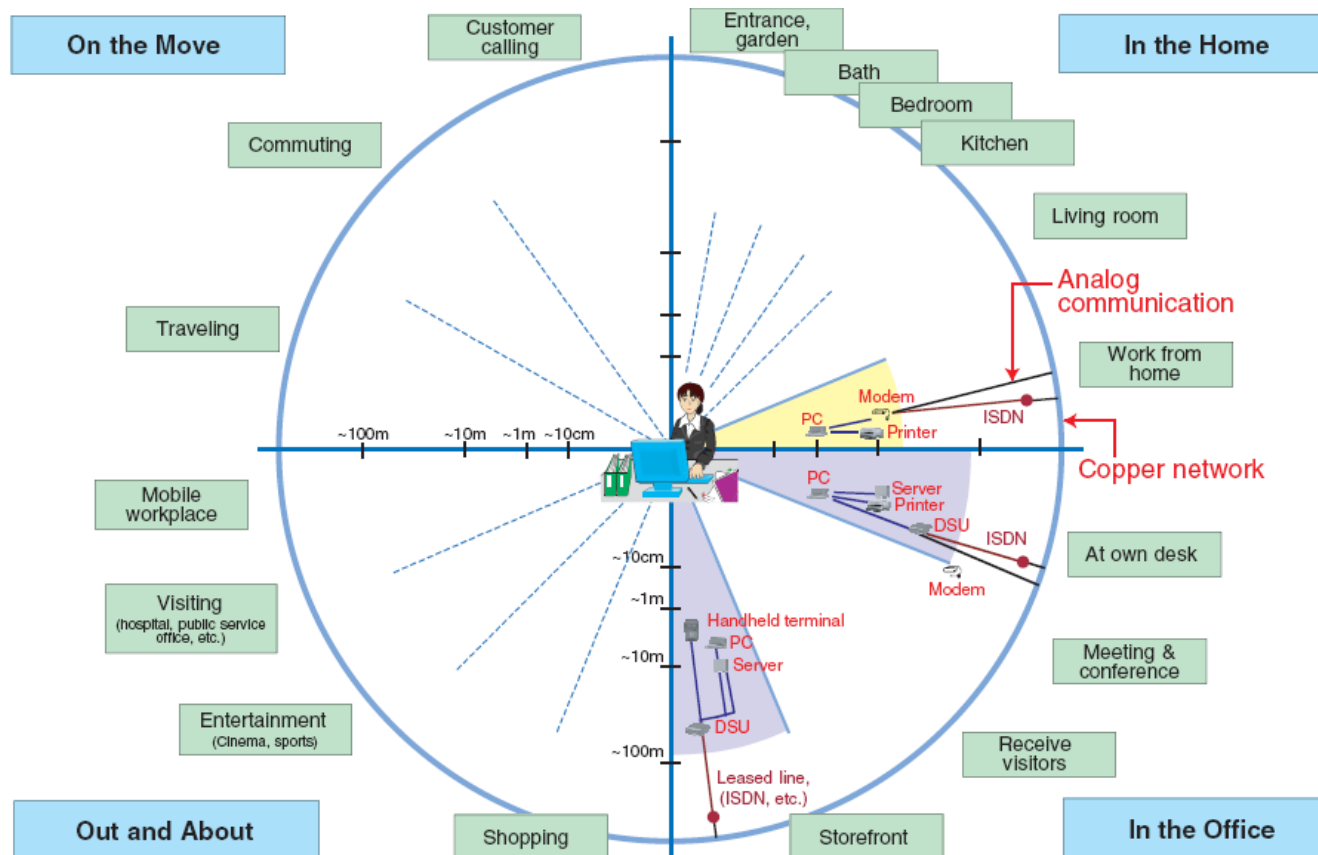 On the Move
Customer
calling
Entrance,
garden
In the Home
Bath
Bedroom
Kitchen
Commuting
Living room
Analog
communication
Traveling
Work from
home
Modem
ISDN
PC
Printer
~100m
~10m
~1m
~10cm
Copper network
Mobile
workplace
PC
Server
Printer
DSU
ISDN
At own desk
Modem
~10cm
~1m
Visiting
(hospital, public service
office, etc.)
Handheld terminal
PC
Server
~10m
Meeting &
conference
Entertainment
(Cinema, sports)
DSU
~100m
Receive
visitors
Leased line,
(ISDN, etc.)
Out and About
Shopping
Storefront
In the Office